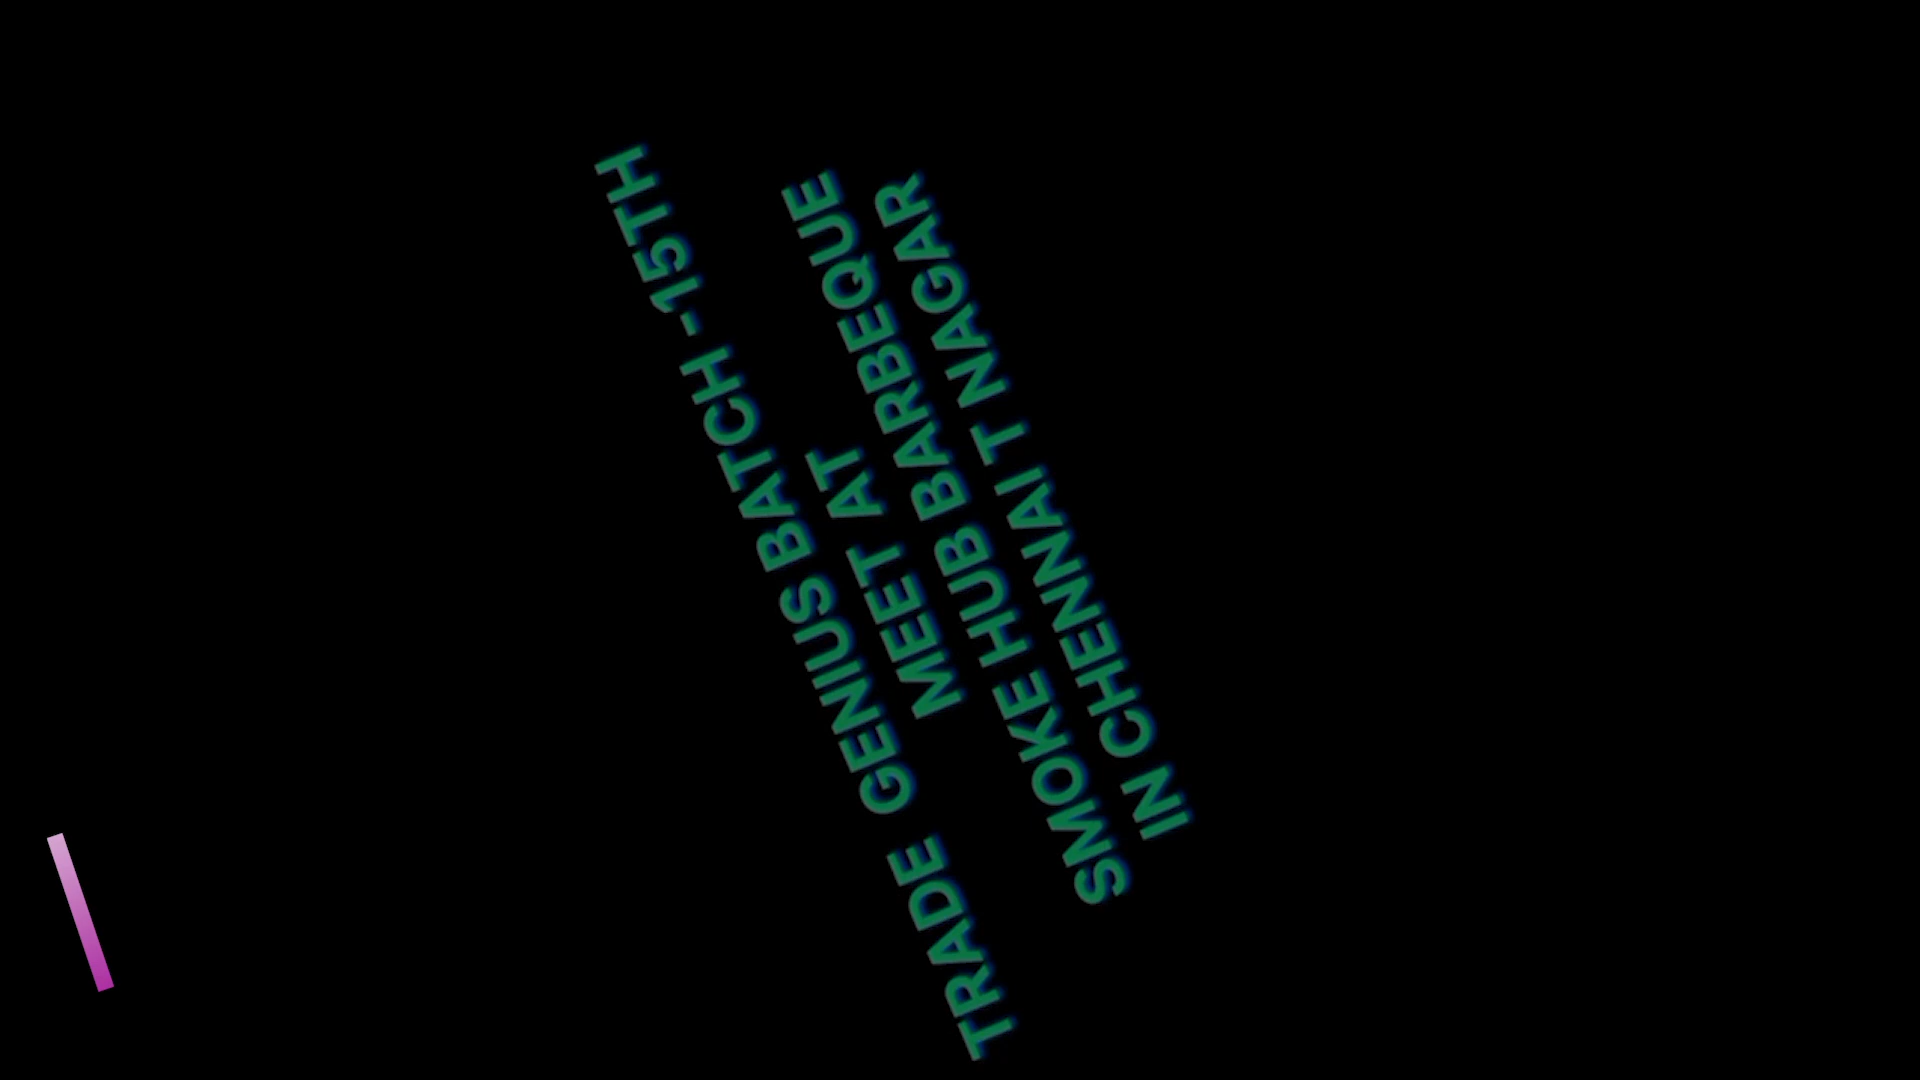 TRADE GENIUS BATCH - 15TH
MEET AT
SMOKE HUB BARBEQUE
IN CHENNAI T NAGAR